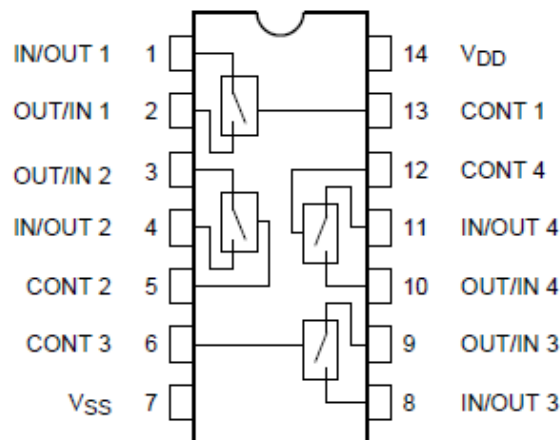 IN/OUT 1 1 14 VDD
OUT/IN 1 2 13 CONT 1
OUT/IN 2 3 12 CONT 4
IN/OUT 2 4 11 IN/OUT 4
CONT 2 5 10 OUT/IN 4
CONT 3 6 9 OUT/IN 3
VSS 7 8 IN/OUT 3